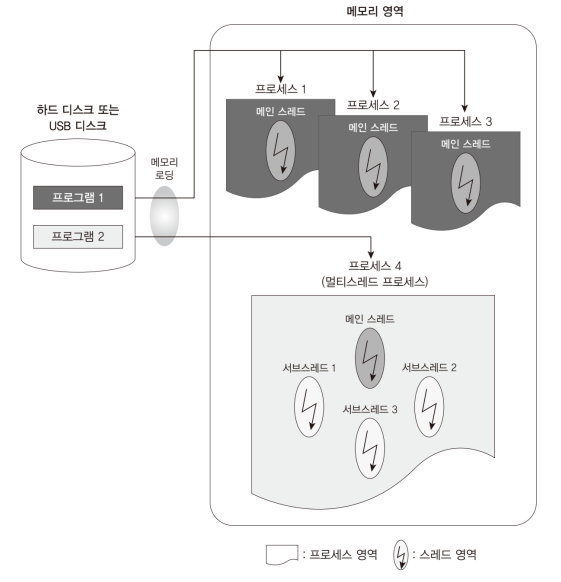 메모리 영역
하드 디스크 또는
USB 디스크
메모리
로딩
프로그램 1
프로그램 2
프로세스 1
메인 스레드
프로세스 2
메인 스레드
프로세스 3
메인 스레드
프로세스 4
(멀티스레드 프로세스)
메인 스레드
서브스레드 1
서브스레드 2
서브스레드 3
: 프로세스 영역
: 스레드 영역